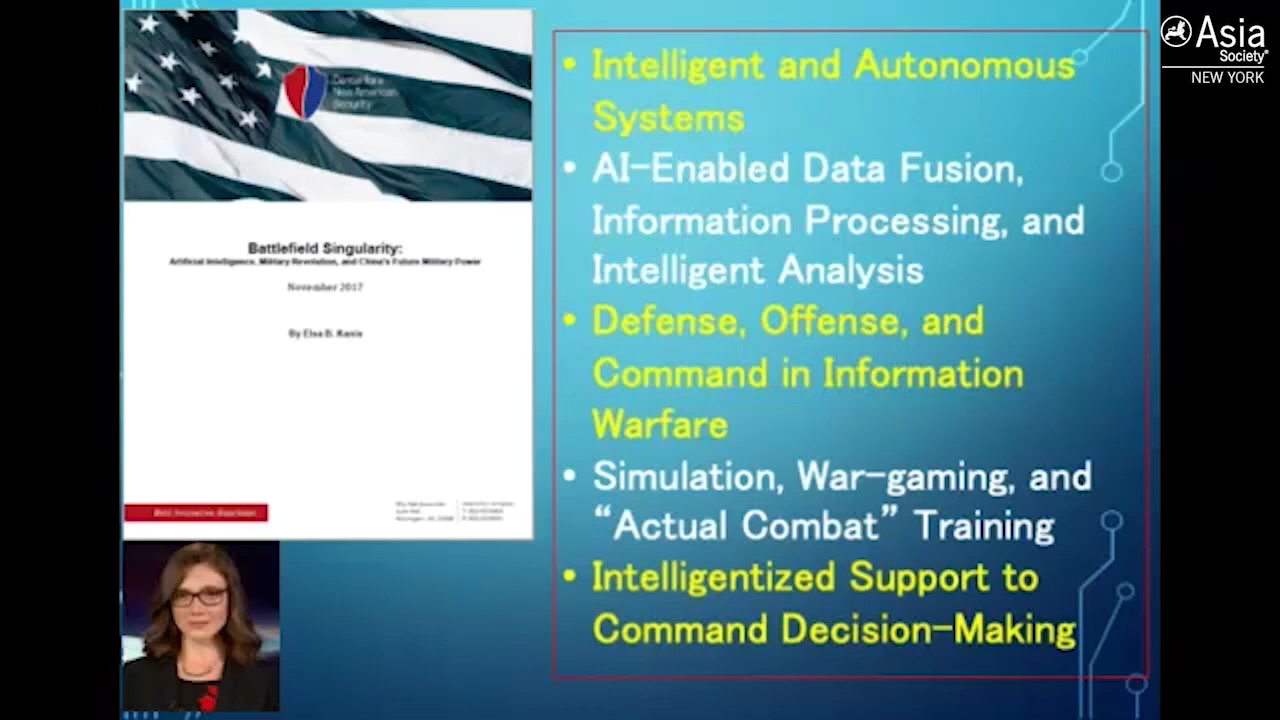 Asia
Society
NEW YORK
Center for a
New American
Security
Battlefield Singularity:
Artificial Intelligence, Military Revolution, and China's Future Military Power
November 2017
By Elsa B. Kania
• Intelligent and Autonomous
Systems
• AI-Enabled Data Fusion,
Information Processing, and
Intelligent Analysis
• Defense, Offense, and
Command in Information
Warfare
• Simulation, War-gaming, and
“Actual Combat” Training
• Intelligentized Support to
Command Decision-Making